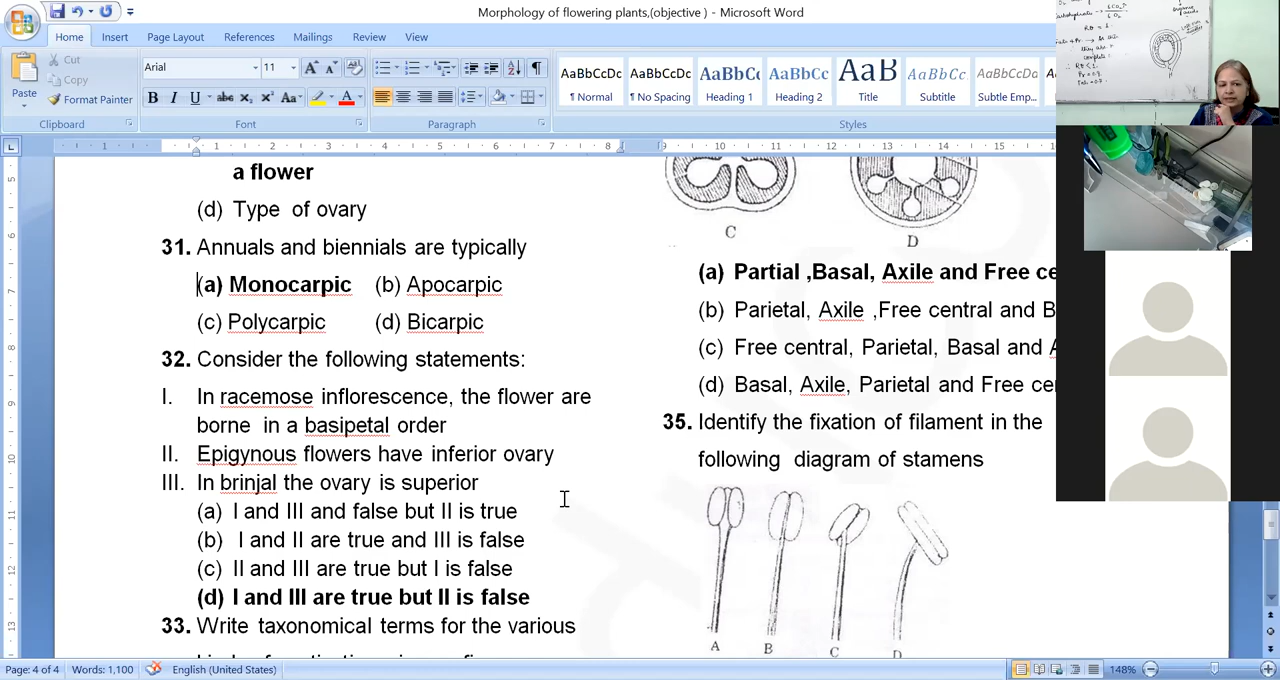 Morphology of flowering plants,(objective ) - Microsoft Word
Home Insert Page Layout References Mailings Review View
Cut
Copy
Format Painter
Paste
Clipboard
Arial 11
Font
Paragraph
AaBbCcDc AaBbCcDc AaBbCc AaBbCc AaB AaBbCc AaBbCcDc
¶ Normal ¶ No Spacing Heading 1 Heading 2 Title Subtitle Subtle Emp...
Styles
a flower
(d) Type of ovary
31. Annuals and biennials are typically
(a) Monocarpic (b) Apocarpic
(c) Polycarpic (d) Bicarpic
32. Consider the following statements:
I. In racemose inflorescence, the flower are
borne in a basipetal order
II. Epigynous flowers have inferior ovary
III. In brinjal the ovary is superior
(a) I and III and false but II is true
(b) I and II are true and III is false
(c) II and III are true but I is false
(d) I and III are true but II is false
33. Write taxonomical terms for the various
C D
(a) Partial ,Basal, Axile and Free ce
(b) Parietal, Axile ,Free central and B
(c) Free central, Parietal, Basal and A
(d) Basal, Axile, Parietal and Free cen
35. Identify the fixation of filament in the
following diagram of stamens
A B C D
Page: 4 of 4 Words: 1,100 English (United States) 148%